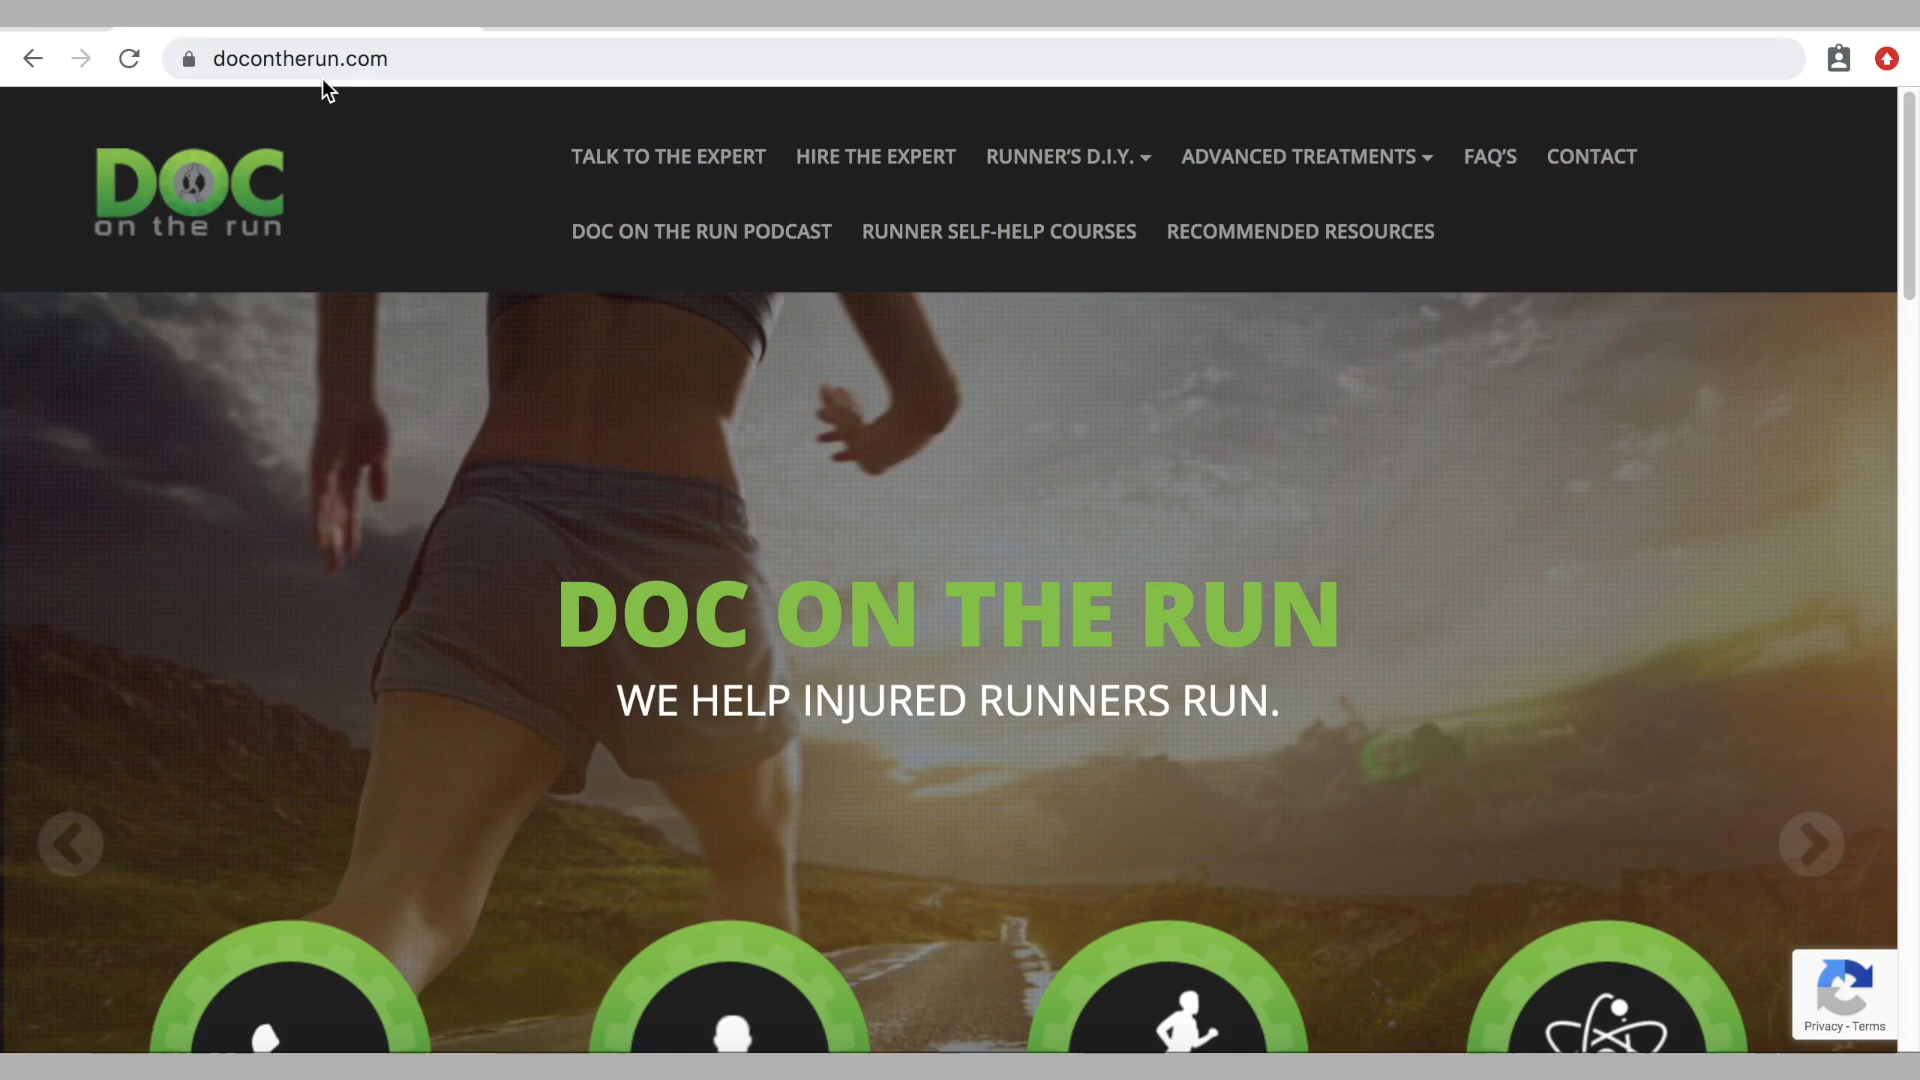 docontherun.com
DOC
on the run
TALK TO THE EXPERT HIRE THE EXPERT RUNNER'S D.I.Y. ADVANCED TREATMENTS FAQ'S CONTACT
DOC ON THE RUN PODCAST RUNNER SELF-HELP COURSES RECOMMENDED RESOURCES
DOC ON THE RUN
WE HELP INJURED RUNNERS RUN.
Privacy - Terms